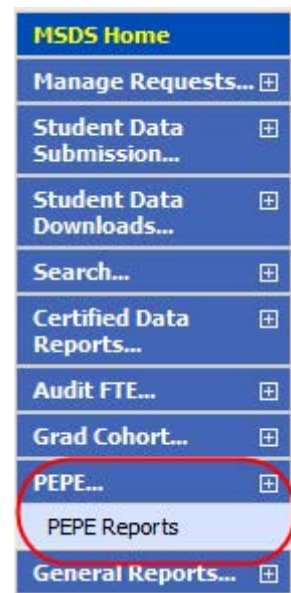 MSDS Home
Manage Requests...
Student Data
Submission...
Student Data
Downloads...
Search...
Certified Data
Reports...
Audit FTE...
Grad Cohort...
PEPE...
PEPE Reports
General Reports...